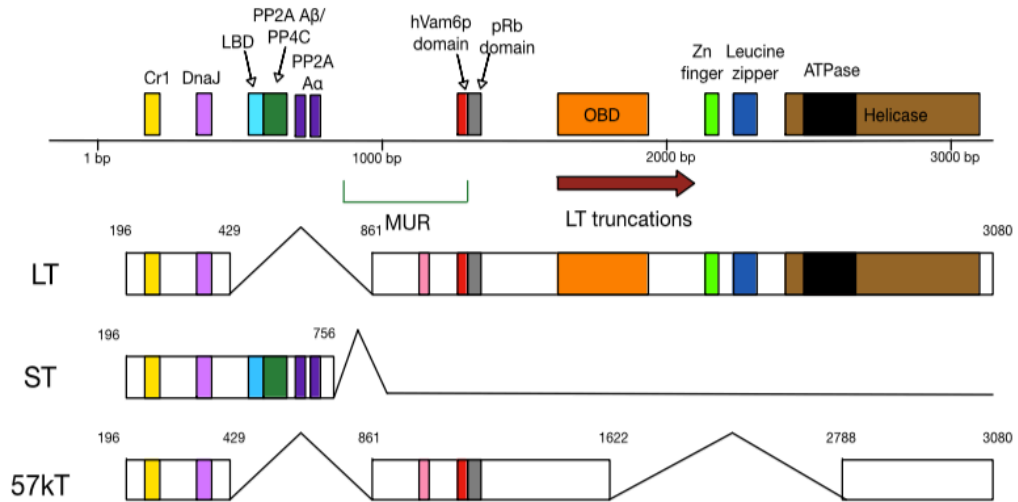 PP2A Aβ/
PP4C
LBD
PP2A
Aα
Cr1 DnaJ
hVam6p
domain
pRb
domain
Zn
finger
Leucine
zipper
ATPase
OBD
Helicase
1 bp 1000 bp 2000 bp 3000 bp
MUR
LT truncations
196 429 861 3080
LT
196 756
ST
196 429 861 1622 2788 3080
57kT